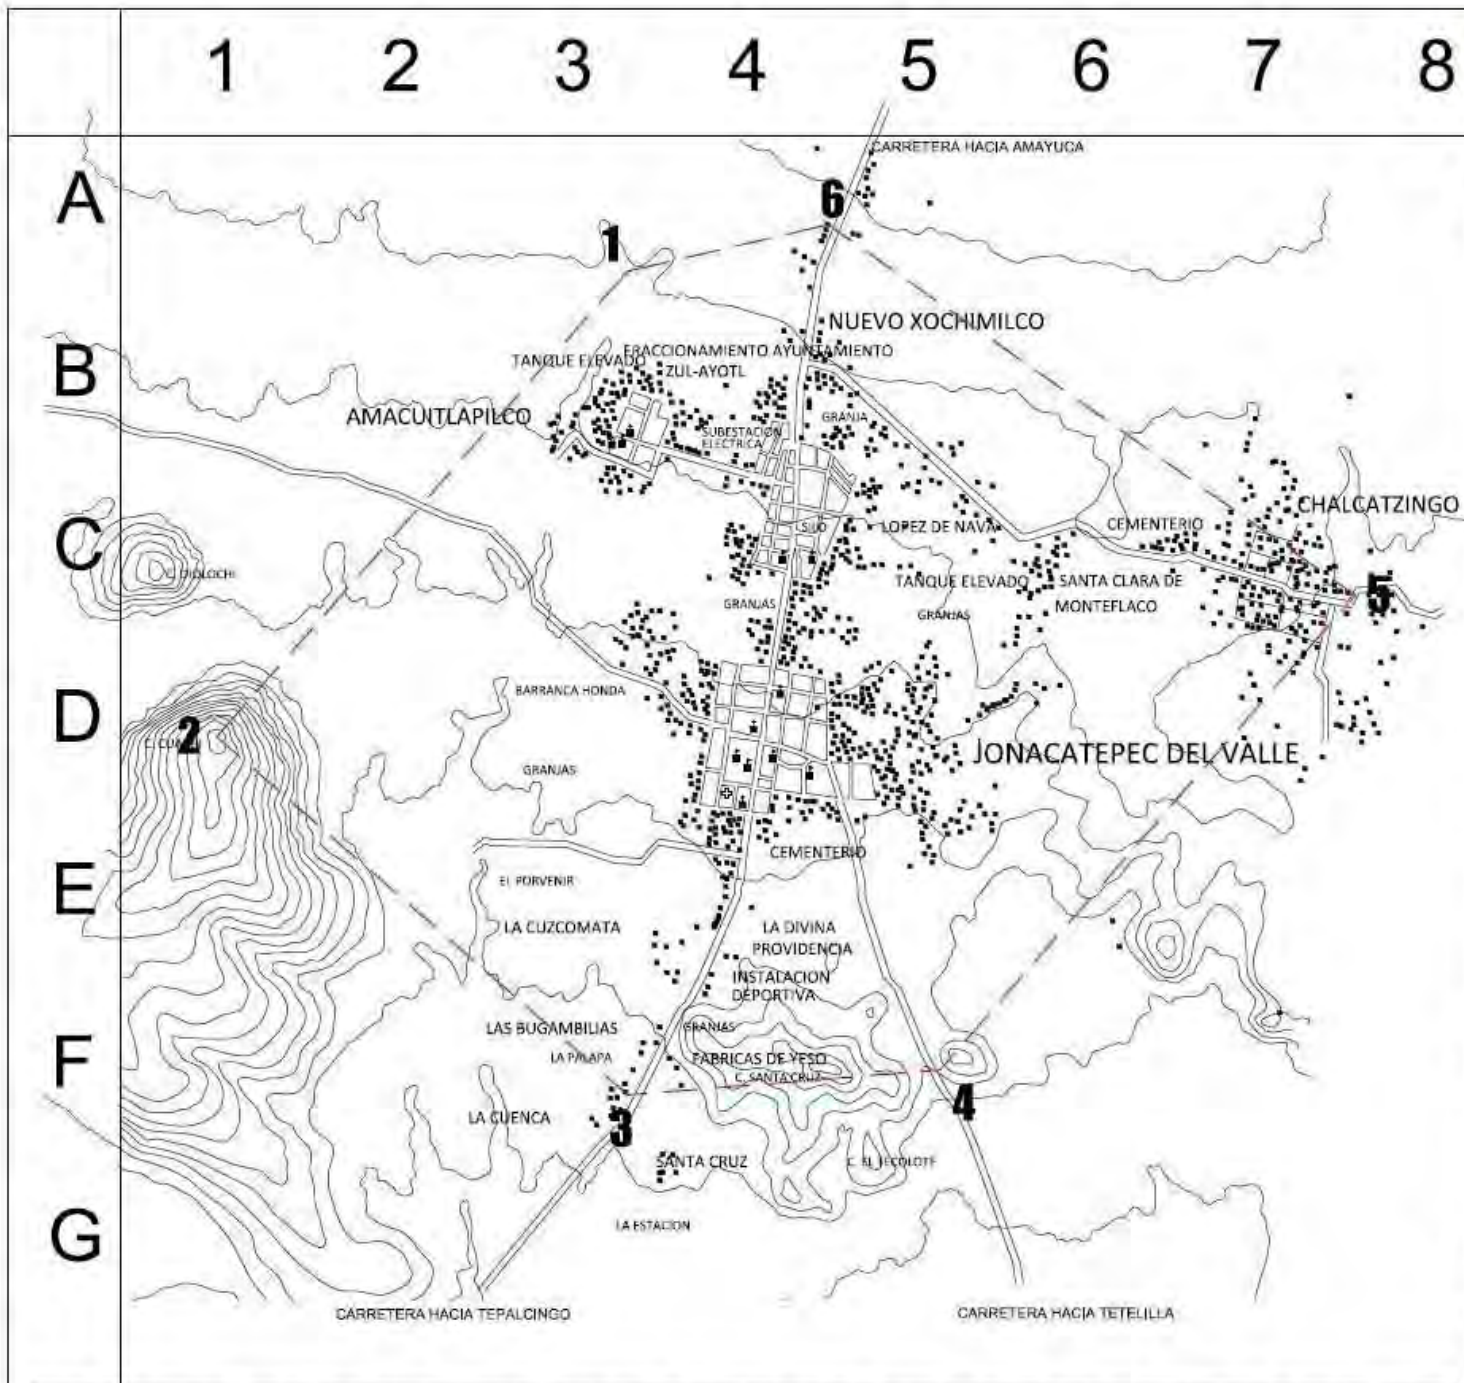 1 2 3 4 5 6 7 8
CARRETERA HACIA AMAYUCA
A
6
1
NUEVO XOCHIMILCO
FRACCIONAMIENTO AYUNTAMIENTO
TANQUE ELEVADO
ZUL-AYOTL
B
AMACUITLAPILCO
GRANJA
SUBESTACION
ELECTRICA
CHALCATZINGO
SILO
LOPEZ DE NAVA
CEMENTERIO
C
TANQUE ELEVADO
SANTA CLARA DE
MONTEFLACO
5
GRANJAS
GRANJAS
BARRANCA HONDA
D
2
JONACATEPEC DEL VALLE
GRANJAS
CEMENTERIO
E
EL PORVENIR
LA CUZCOMATA
LA DIVINA
PROVIDENCIA
INSTALACION
DEPORTIVA
LAS BUGAMBILIAS
GRANJAS
F
LA PALAPA
FABRICAS DE YESO
C. SANTA CRUZ
4
LA CUENCA
3
SANTA CRUZ
C. EL TECOLOTE
G
LA ESTACION
CARRETERA HACIA TEPALCINGO
CARRETERA HACIA TETELILLA